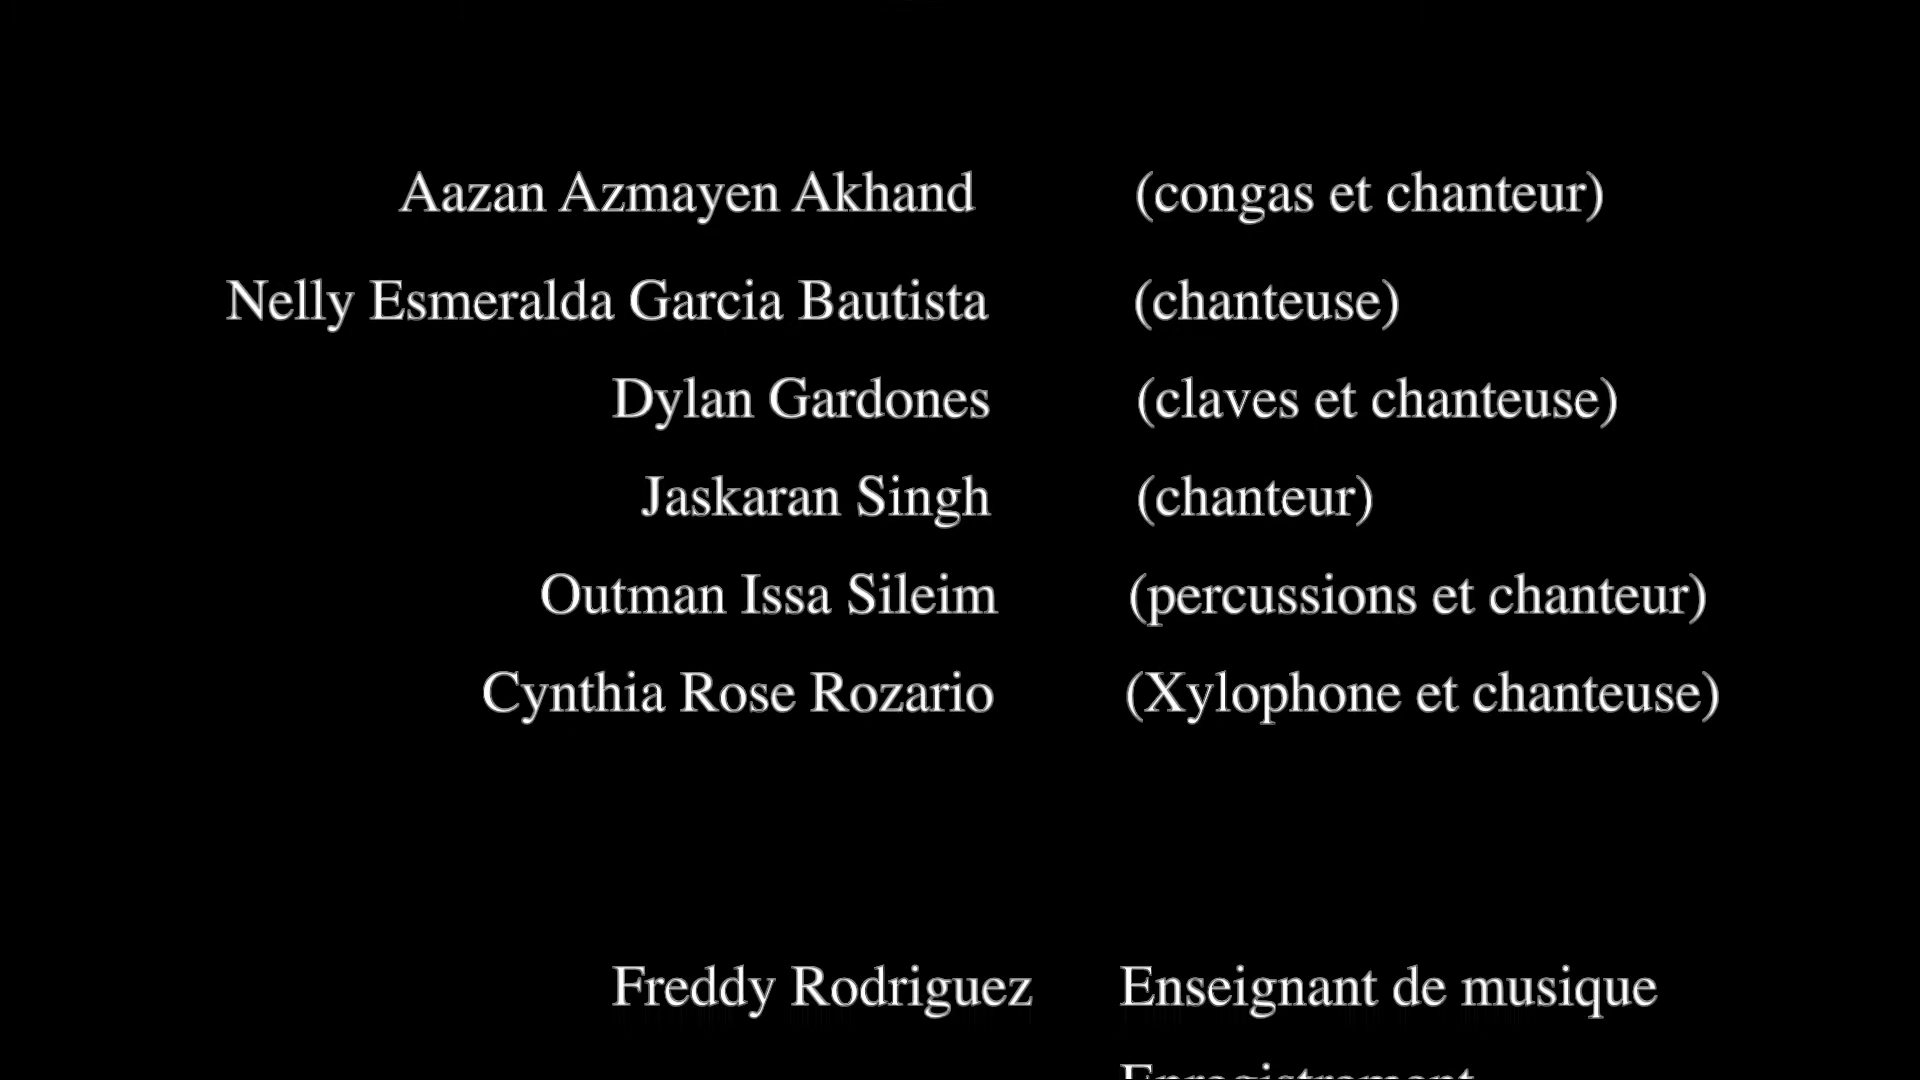 Aazan Azmayen Akhand (congas et chanteur)
Nelly Esmeralda Garcia Bautista (chanteuse)
Dylan Gardones (claves et chanteuse)
Jaskaran Singh (chanteur)
Outman Issa Sileim (percussions et chanteur)
Cynthia Rose Rozario (Xylophone et chanteuse)
Freddy Rodriguez Enseignant de musique
Enregistrement